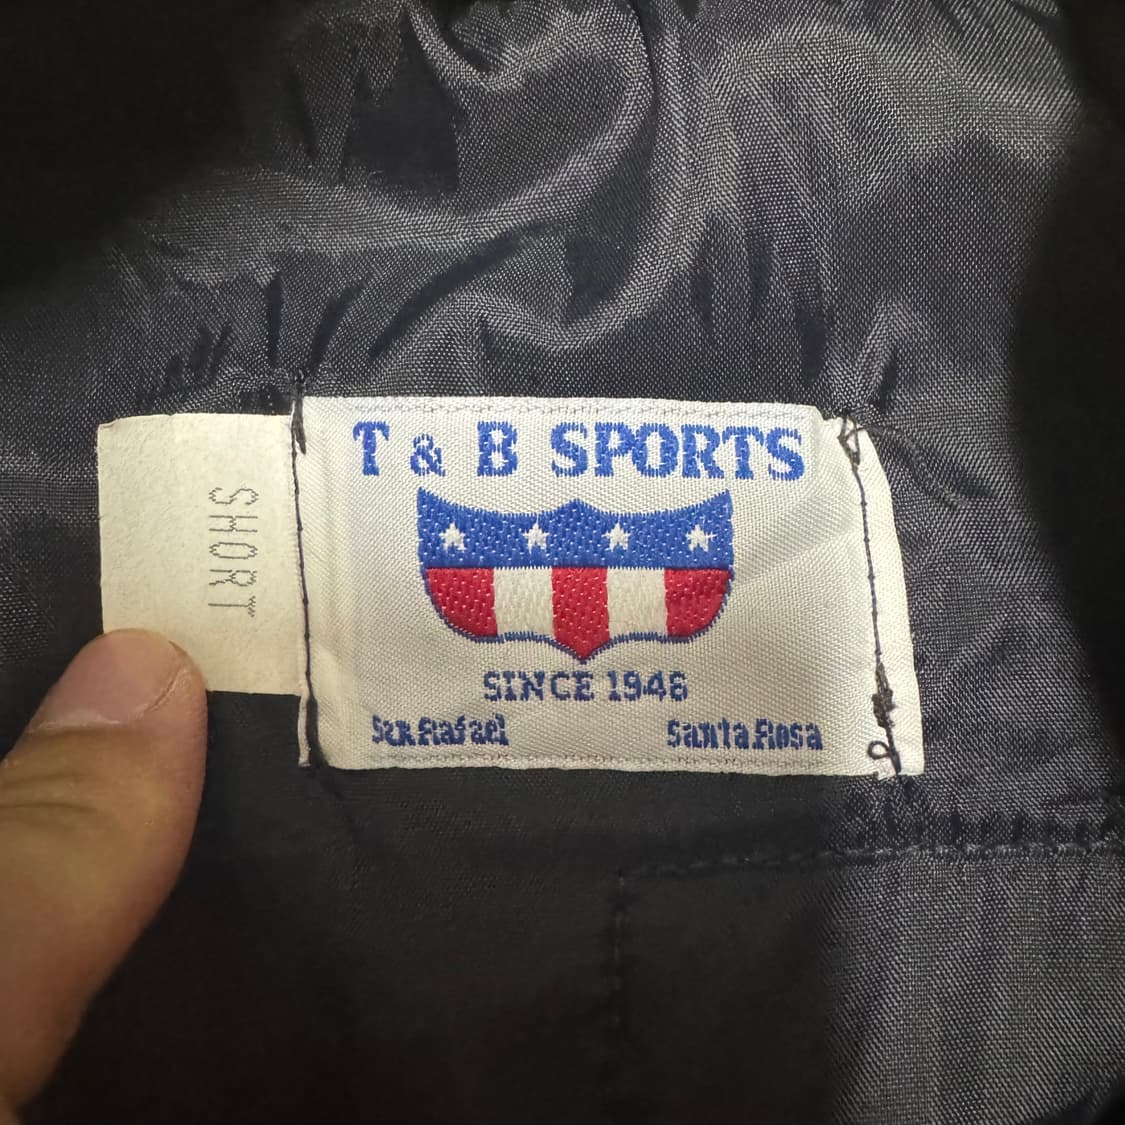 T & B SPORTS
SINCE 1946
San Rafael
Santa Rosa
SHORT